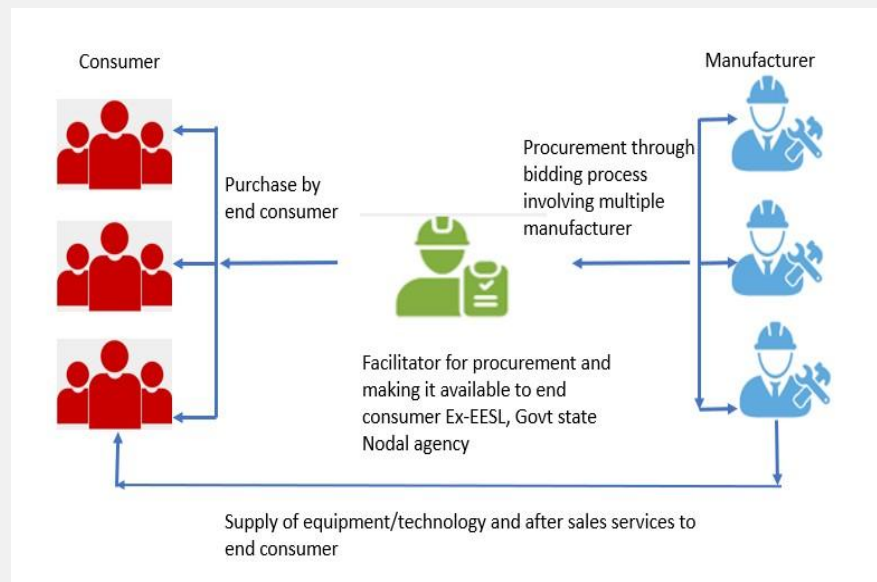 Consumer
Manufacturer
Purchase by
end consumer
Procurement through
bidding process
involving multiple
manufacturer
Facilitator for procurement and
making it available to end
consumer Ex-EESL, Govt state
Nodal agency
Supply of equipment/technology and after sales services to
end consumer